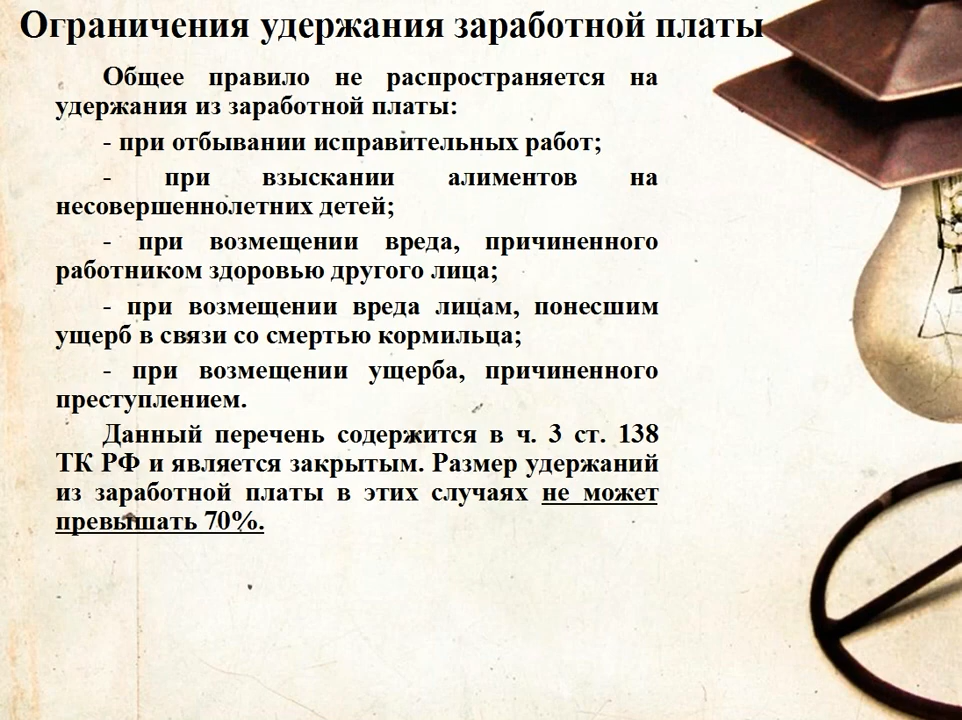 Ограничения удержания заработной платы
Общее правило не распространяется на
удержания из заработной платы:
- при отбывании исправительных работ;
- при взыскании алиментов на
несовершеннолетних детей;
- при возмещении вреда, причиненного
работником здоровью другого лица;
- при возмещении вреда лицам, понесшим
ущерб в связи со смертью кормильца;
- при возмещении ущерба, причиненного
преступлением.
Данный перечень содержится в ч. 3 ст. 138
ТК РФ и является закрытым. Размер удержаний
из заработной платы в этих случаях не может
превышать 70%.